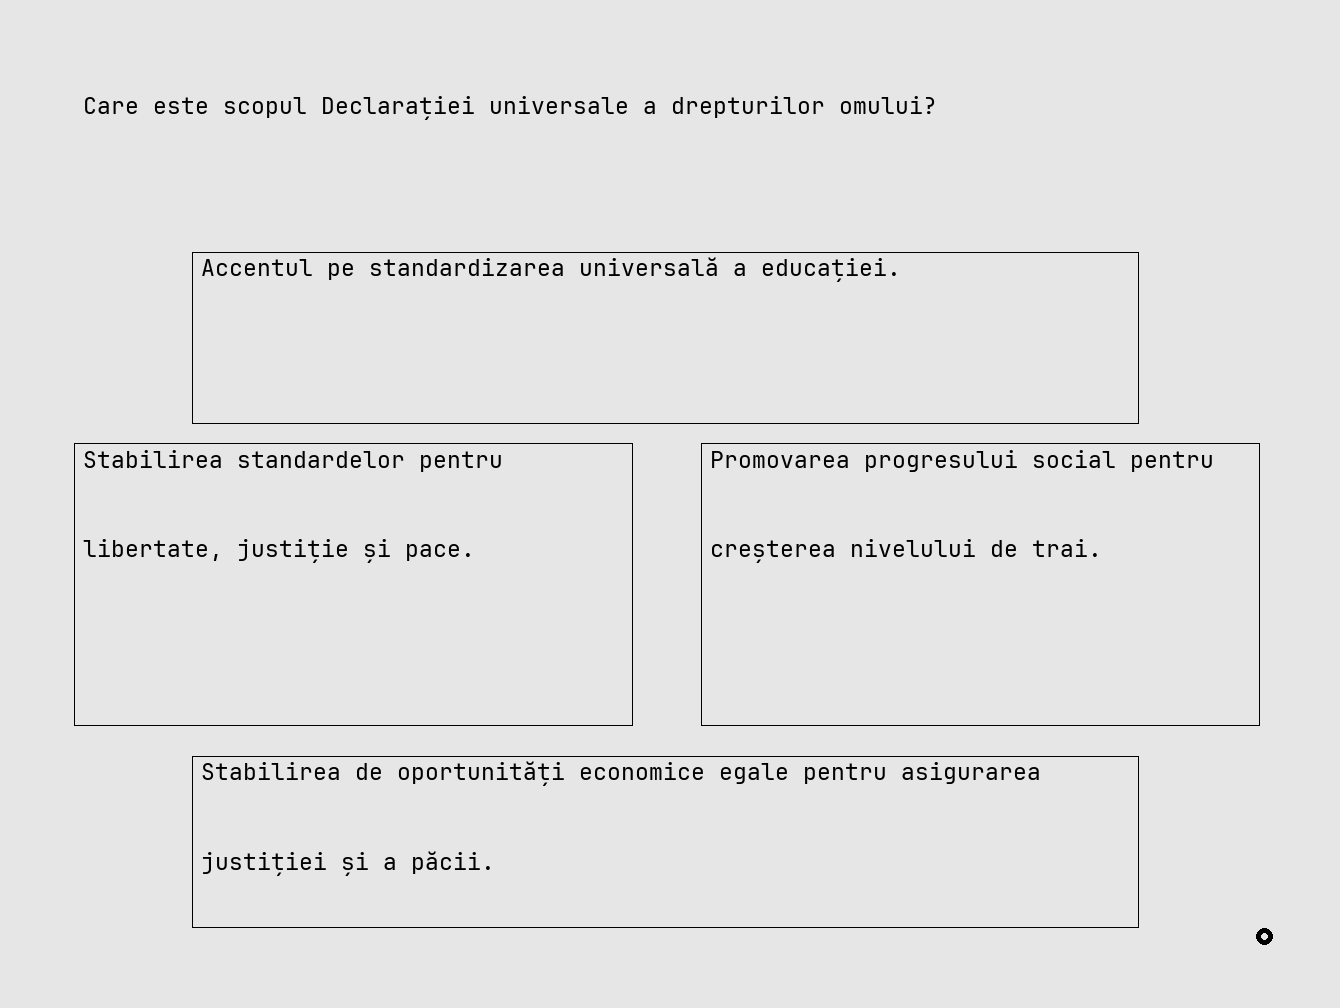 Care este scopul Declarației universale a drepturilor omului?
Accentul pe standardizarea universală a educației.
Stabilirea standardelor pentru
libertate, justiție și pace.
Promovarea progresului social pentru
creșterea nivelului de trai.
Stabilirea de oportunități economice egale pentru asigurarea
justiției și a păcii.